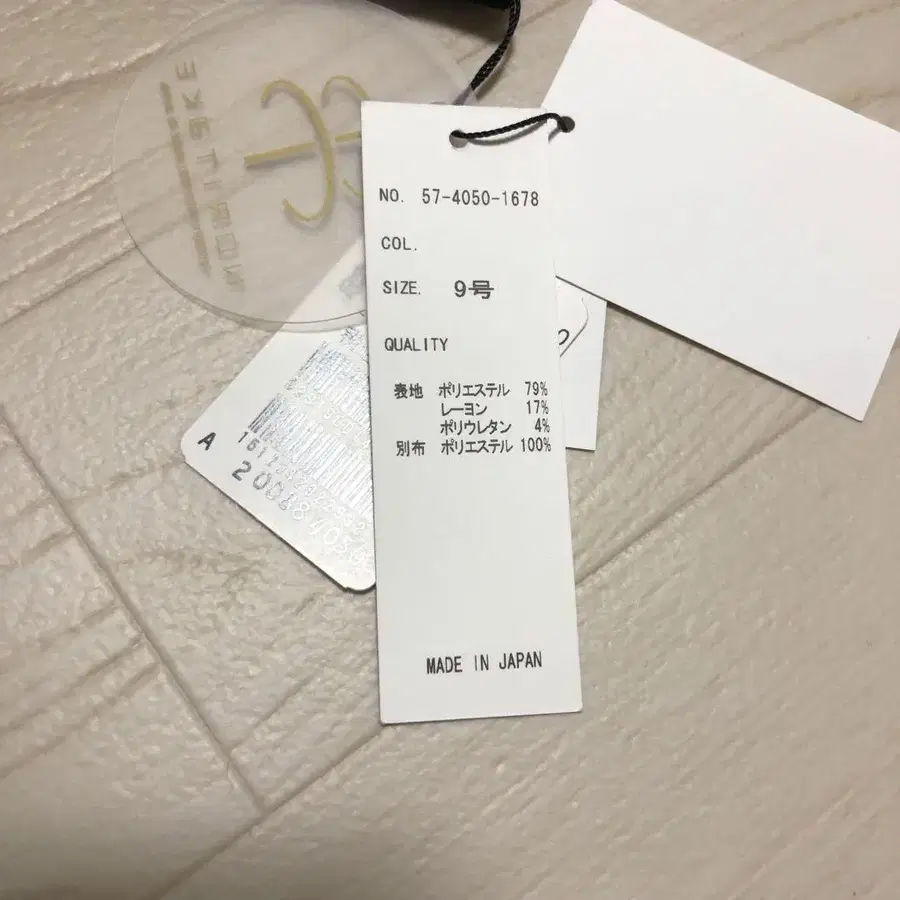 NO. 57-4050-1678
COL.
SIZE. 9号
QUALITY
表地 ポリエステル 79%
レーヨン 17%
ポリウレタン 4%
別布 ポリエステル 100%
MADE IN JAPAN
A